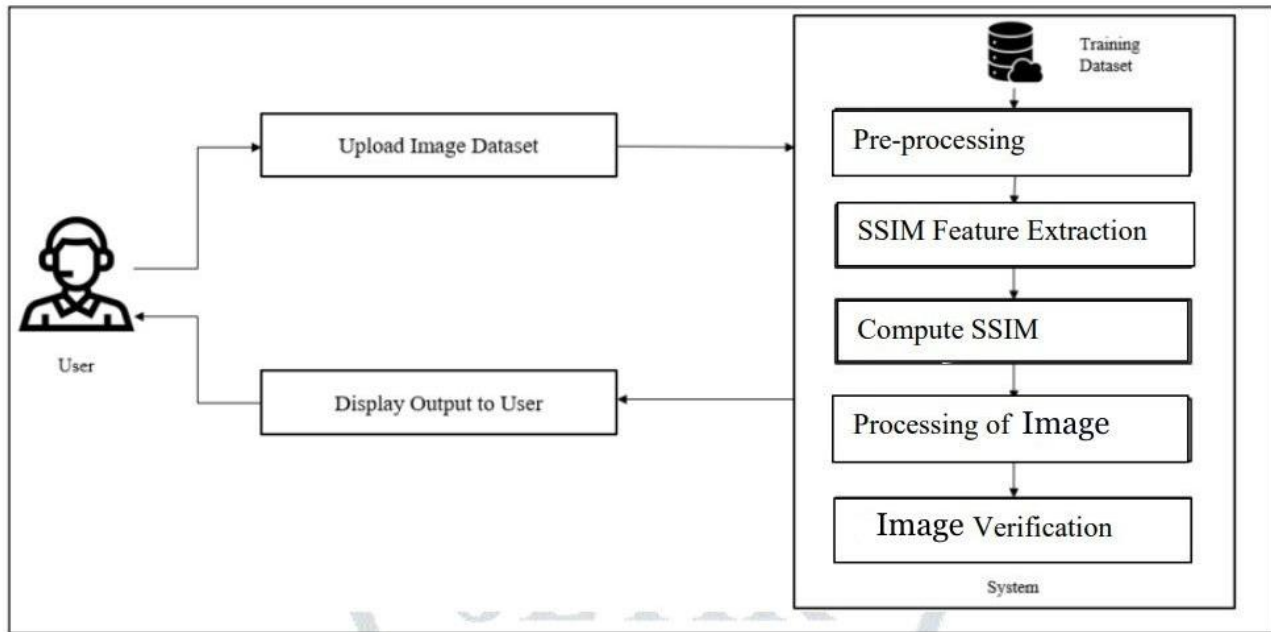 Training
Dataset
Upload Image Dataset
Pre-processing
SSIM Feature Extraction
User
Compute SSIM
Display Output to User
Processing of Image
Image Verification
System